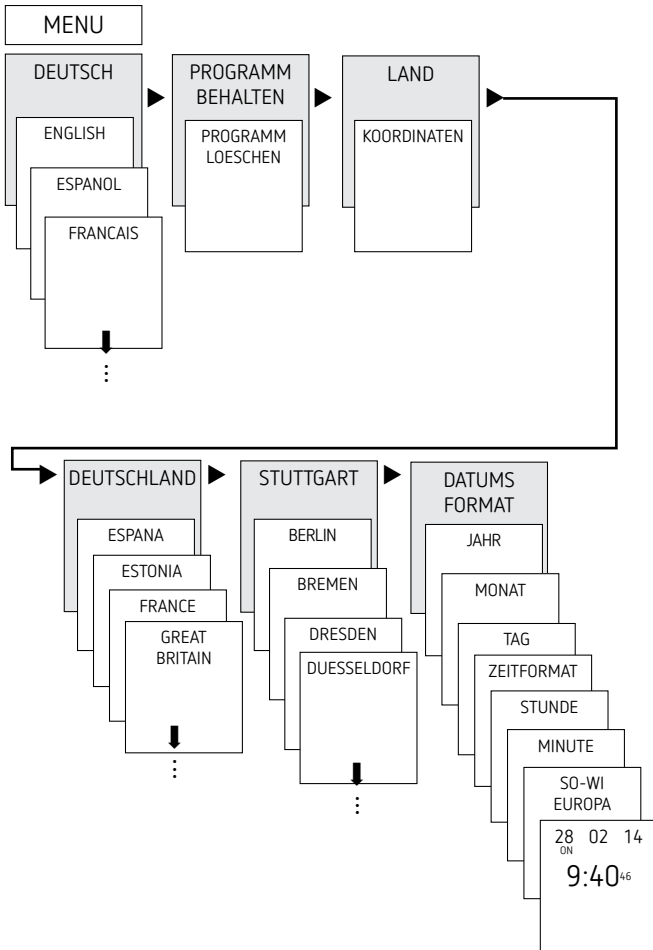 MENU
DEUTSCH
ENGLISH
ESPANOL
FRANCAIS
PROGRAMM
BEHALTEN
PROGRAMM
LOESCHEN
LAND
KOORDINATEN
DEUTSCHLAND
ESPANA
ESTONIA
FRANCE
GREAT
BRITAIN
STUTTGART
BERLIN
BREMEN
DRESDEN
DUESSELDORF
DATUMS
FORMAT
JAHR
MONAT
TAG
ZEITFORMAT
STUNDE
MINUTE
SO-WI
EUROPA
28 02 14
ON
9:40 46